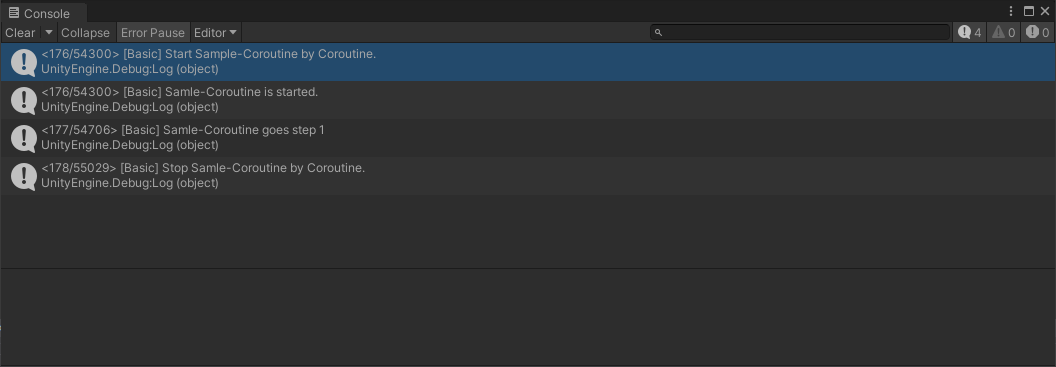 Console
Clear Collapse Error Pause Editor 4 0 0
<176/54300> [Basic] Start Sample-Coroutine by Coroutine.
UnityEngine.Debug:Log (object)
<176/54300> [Basic] Samle-Coroutine is started.
UnityEngine.Debug:Log (object)
<177/54706> [Basic] Samle-Coroutine goes step 1
UnityEngine.Debug:Log (object)
<178/55029> [Basic] Stop Samle-Coroutine by Coroutine.
UnityEngine.Debug:Log (object)